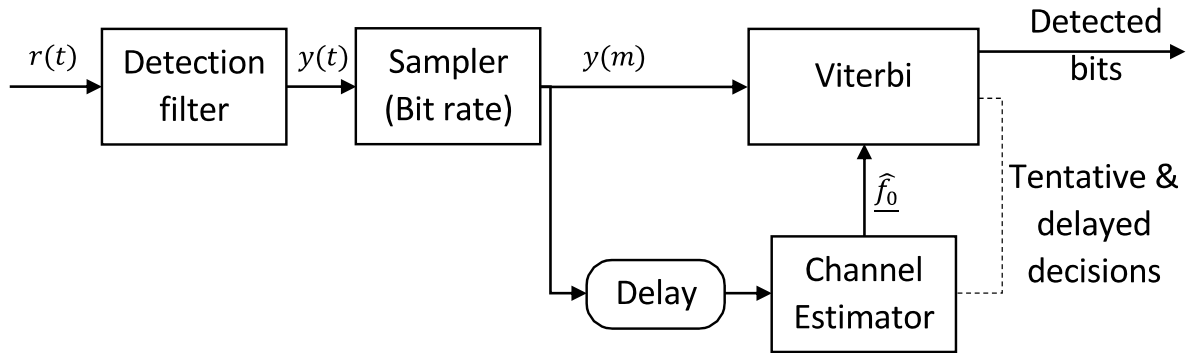 r(t)
Detection
filter
y(t)
Sampler
(Bit rate)
y(m)
Viterbi
Detected
bits
Tentative &
delayed
decisions
f̂₀
Delay
Channel
Estimator